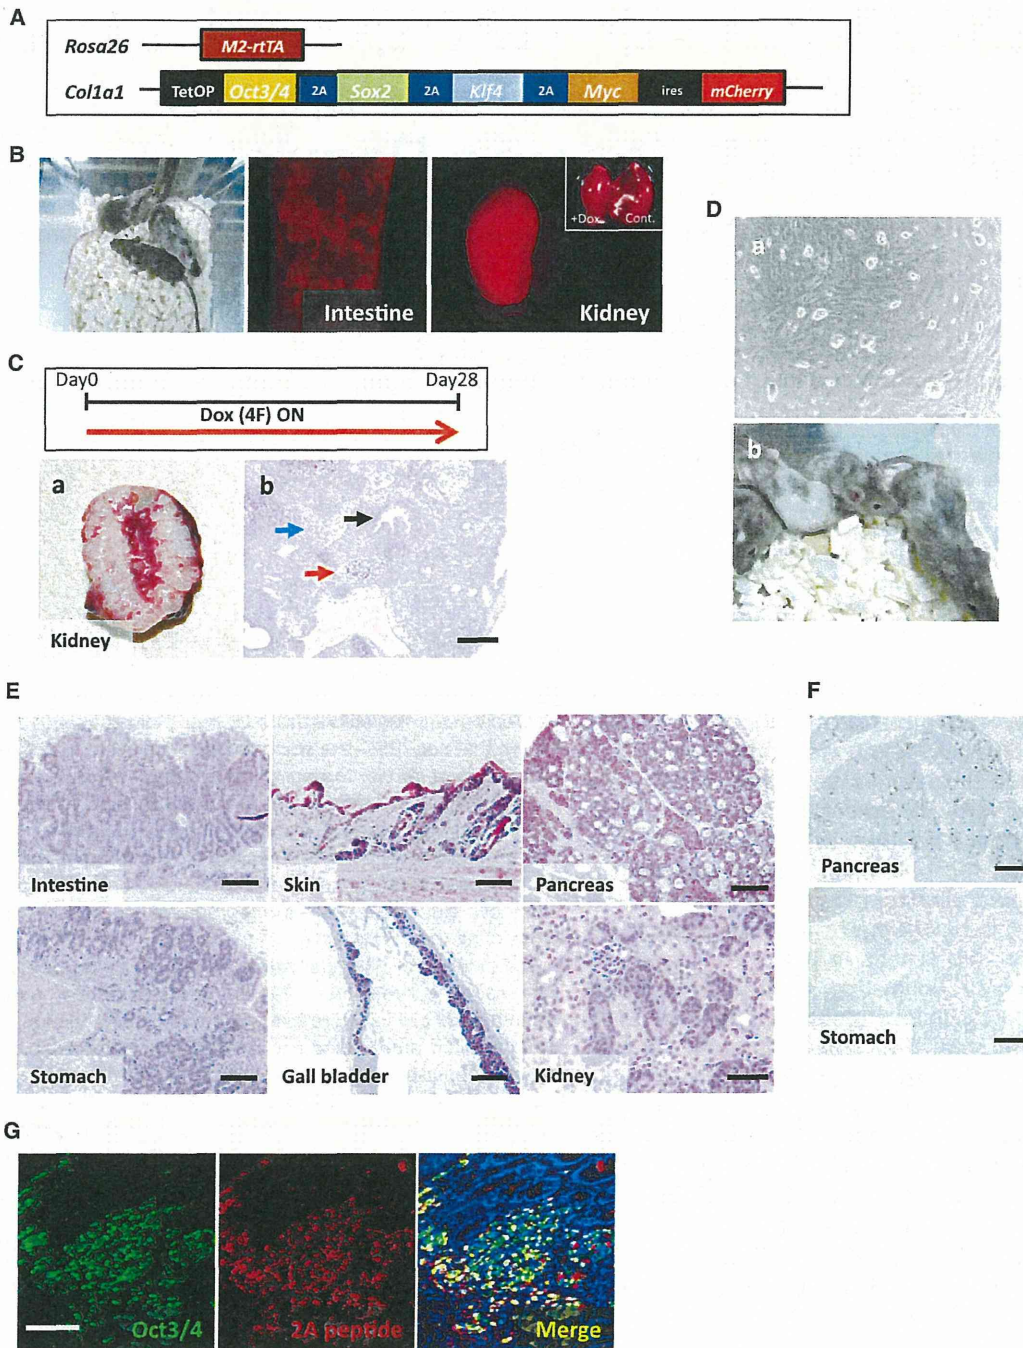 A
Rosa26 M2-rtTA
Col1a1 TetOP Oct3/4 2A Sox2 2A Klf4 2A Myc ires mCherry
B
+Dox Cont.
Intestine
Kidney
C
Day0 Day28
Dox (4F) ON
a
Kidney
b
D
a
b
E
Intestine
Skin
Pancreas
Stomach
Gall bladder
Kidney
F
Pancreas
Stomach
G
Oct3/4
2A peptide
Merge